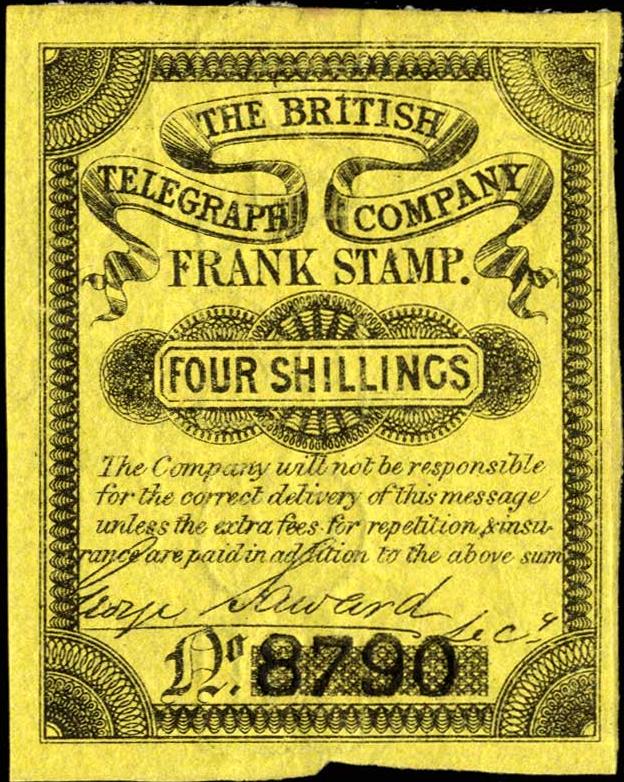 THE BRITISH
TELEGRAPH COMPANY
FRANK STAMP.
FOUR SHILLINGS
The Company will not be responsible
for the correct delivery of this message
unless the extra fees for repetition, & insu-
rance are paid in addition to the above sum
George Saward
Secy
No. 8790